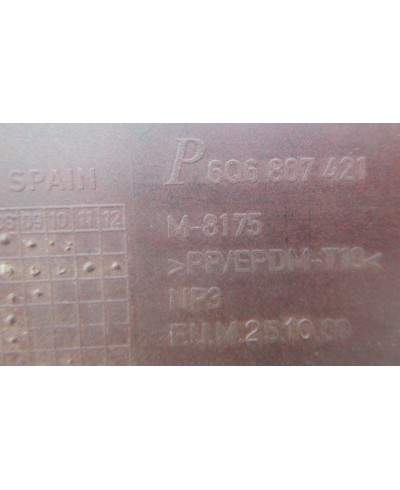 P 6Q6 807 421
SPAIN
09 10 11 12
M-8175
>PP/EPDM-T10<
NP3